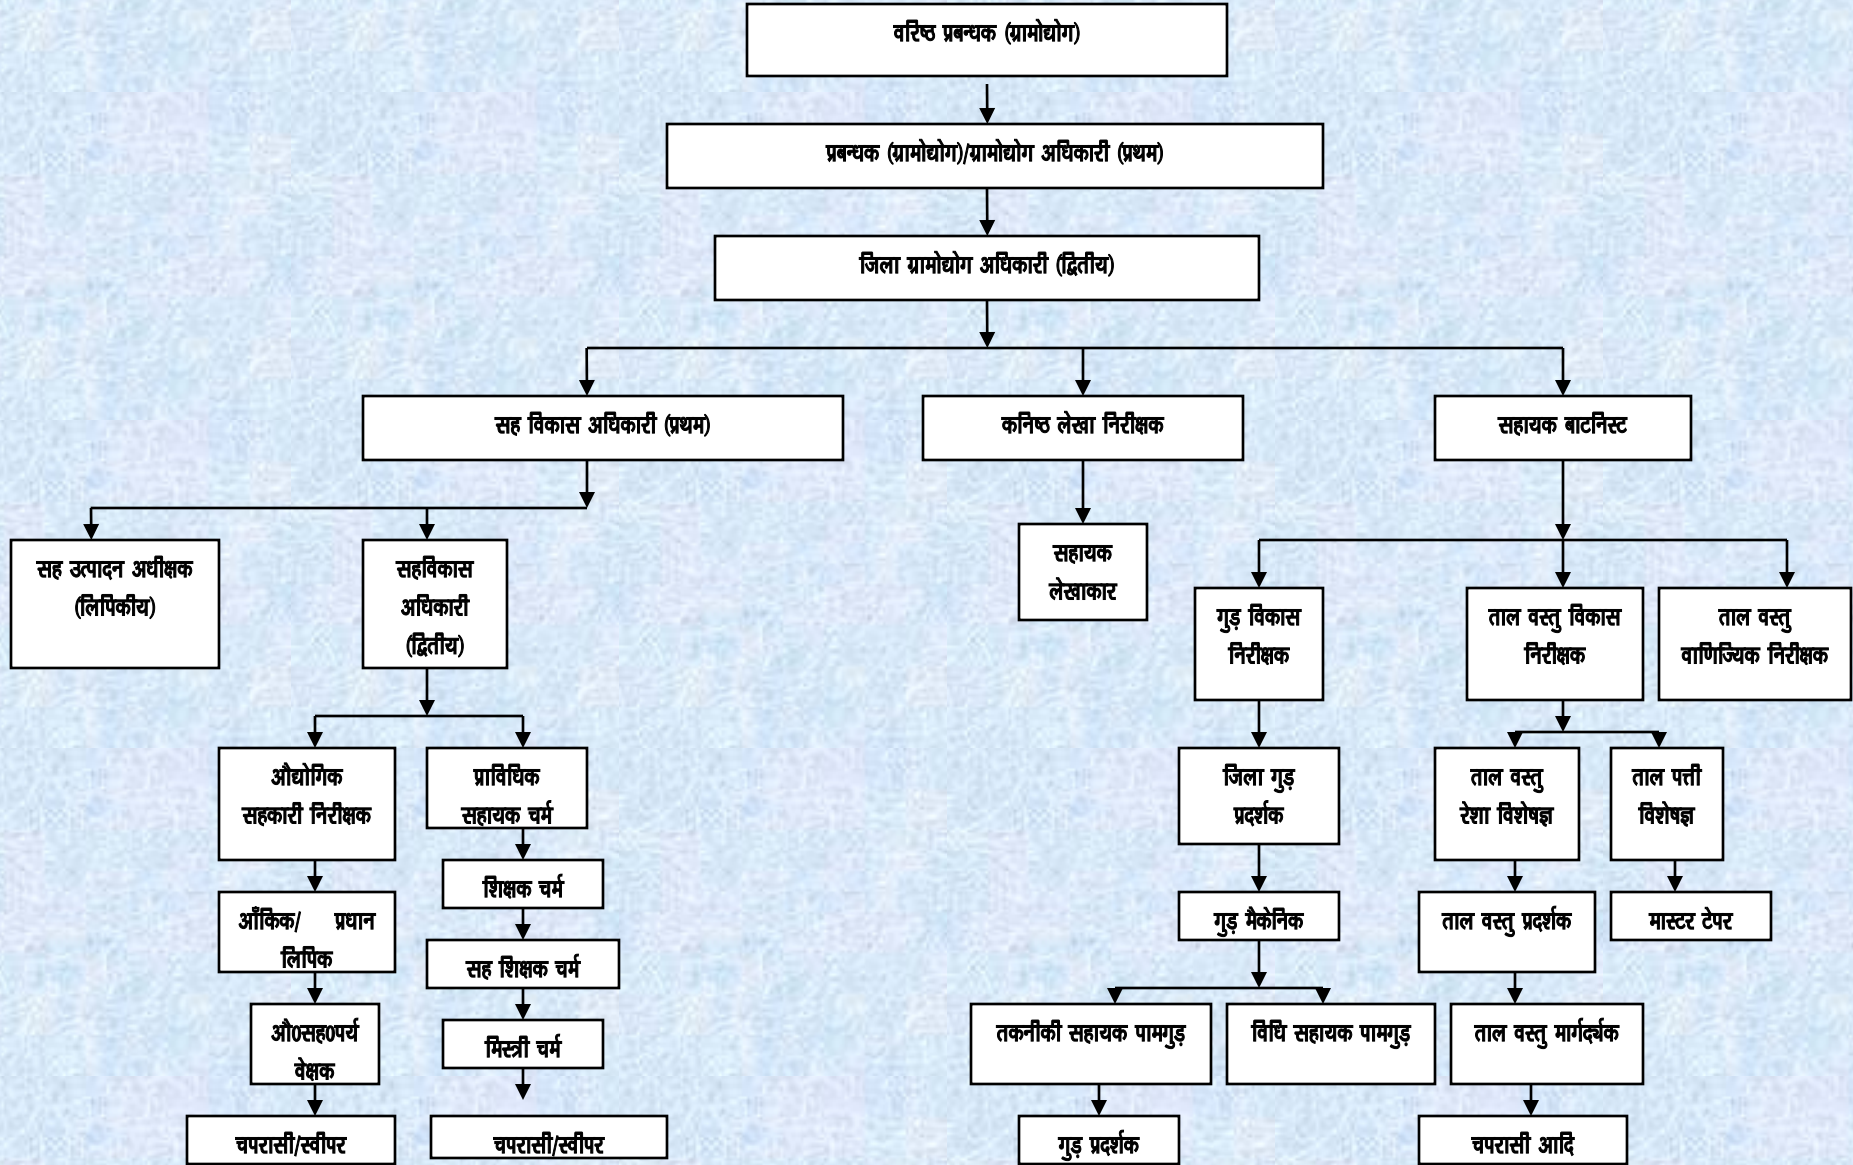 वरिष्ठ प्रबन्धक (ग्रामोद्योग)
प्रबन्धक (ग्रामोद्योग)/ग्रामोद्योग अधिकारी (प्रथम)
जिला ग्रामोद्योग अधिकारी (द्वितीय)
सह विकास अधिकारी (प्रथम)
कनिष्ठ लेखा निरीक्षक
सहायक बाटनिस्ट
सह उत्पादन अधीक्षक
(लिपिकीय)
सहविकास
अधिकारी
(द्वितीय)
सहायक
लेखाकार
गुड़ विकास
निरीक्षक
ताल वस्तु विकास
निरीक्षक
ताल वस्तु
वाणिज्यिक निरीक्षक
औद्योगिक
सहकारी निरीक्षक
प्राविधिक
सहायक चर्म
जिला गुड़
प्रदर्शक
ताल वस्तु
रेशा विशेषज्ञ
ताल पत्ती
विशेषज्ञ
शिक्षक चर्म
आँकिक/ प्रधान
लिपिक
गुड़ मैकेनिक
ताल वस्तु प्रदर्शक
मास्टर टेपर
सह शिक्षक चर्म
औ0सह0पर्य
वेक्षक
मिस्त्री चर्म
तकनीकी सहायक पामगुड़
विधि सहायक पामगुड़
ताल वस्तु मार्गर्द्यक
चपरासी/स्वीपर
चपरासी/स्वीपर
गुड़ प्रदर्शक
चपरासी आदि